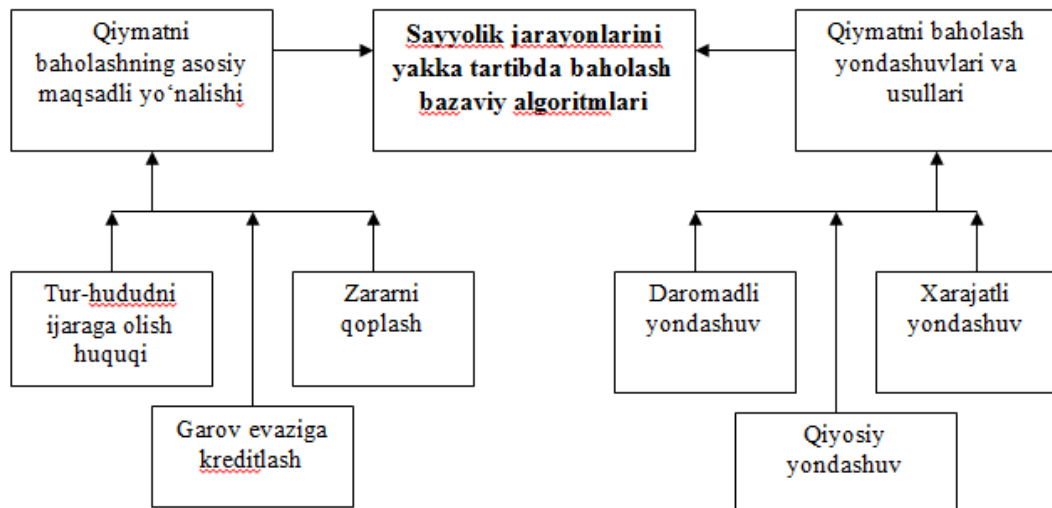 Qiymatni
baholashning asosiy
maqsadli yo‘nalishi
Sayyolik jarayonlarini
yakka tartibda baholash
bazaviy algoritmlari
Qiymatni baholash
yondashuvlari va
usullari
Tur-hududni
ijaraga olish
huquqi
Zararni
qoplash
Daromadli
yondashuv
Xarajatli
yondashuv
Garov evaziga
kreditlash
Qiyosiy
yondashuv